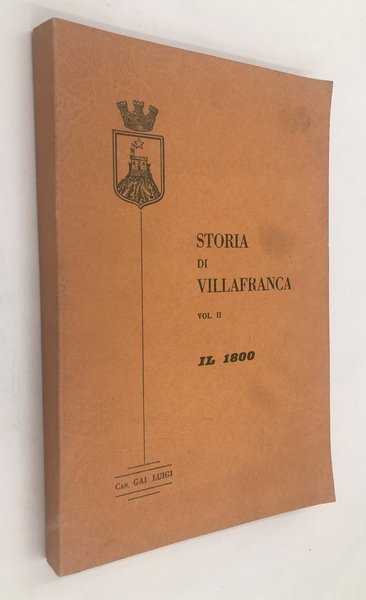 STORIA
DI
VILLAFRANCA
VOL. II
IL 1800
CAN. GAI LUIGI